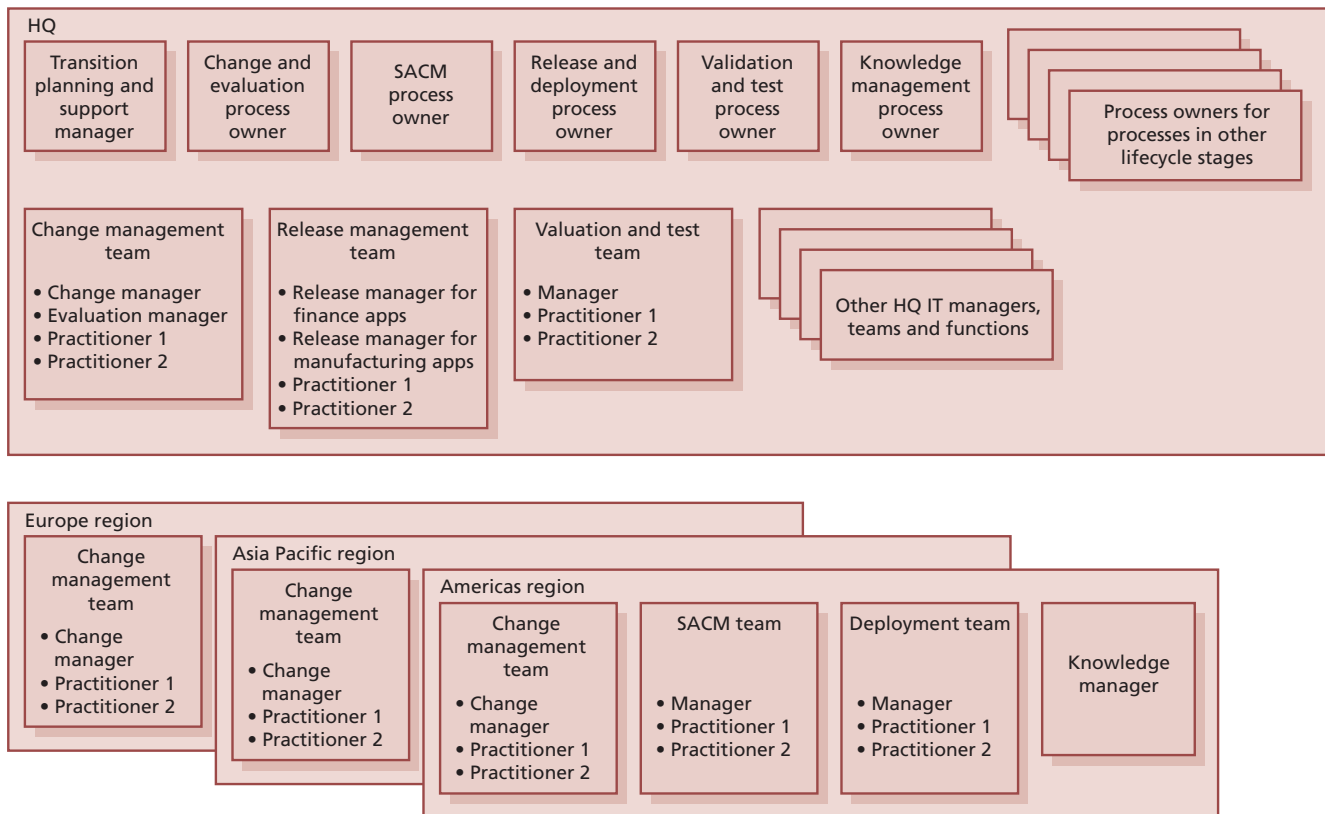 HQ
Transition
planning and
support
manager
Change and
evaluation
process
owner
SACM
process
owner
Release and
deployment
process
owner
Validation
and test
process
owner
Knowledge
management
process
owner
Process owners for
processes in other
lifecycle stages
Change management
team
• Change manager
• Evaluation manager
• Practitioner 1
• Practitioner 2
Release management
team
• Release manager for
finance apps
• Release manager for
manufacturing apps
• Practitioner 1
• Practitioner 2
Valuation and test
team
• Manager
• Practitioner 1
• Practitioner 2
Other HQ IT managers,
teams and functions
Europe region
Change
management
team
• Change
manager
• Practitioner 1
• Practitioner 2
Asia Pacific region
Change
management
team
• Change
manager
• Practitioner 1
• Practitioner 2
Americas region
Change
management
team
• Change
manager
• Practitioner 1
• Practitioner 2
SACM team
• Manager
• Practitioner 1
• Practitioner 2
Deployment team
• Manager
• Practitioner 1
• Practitioner 2
Knowledge
manager